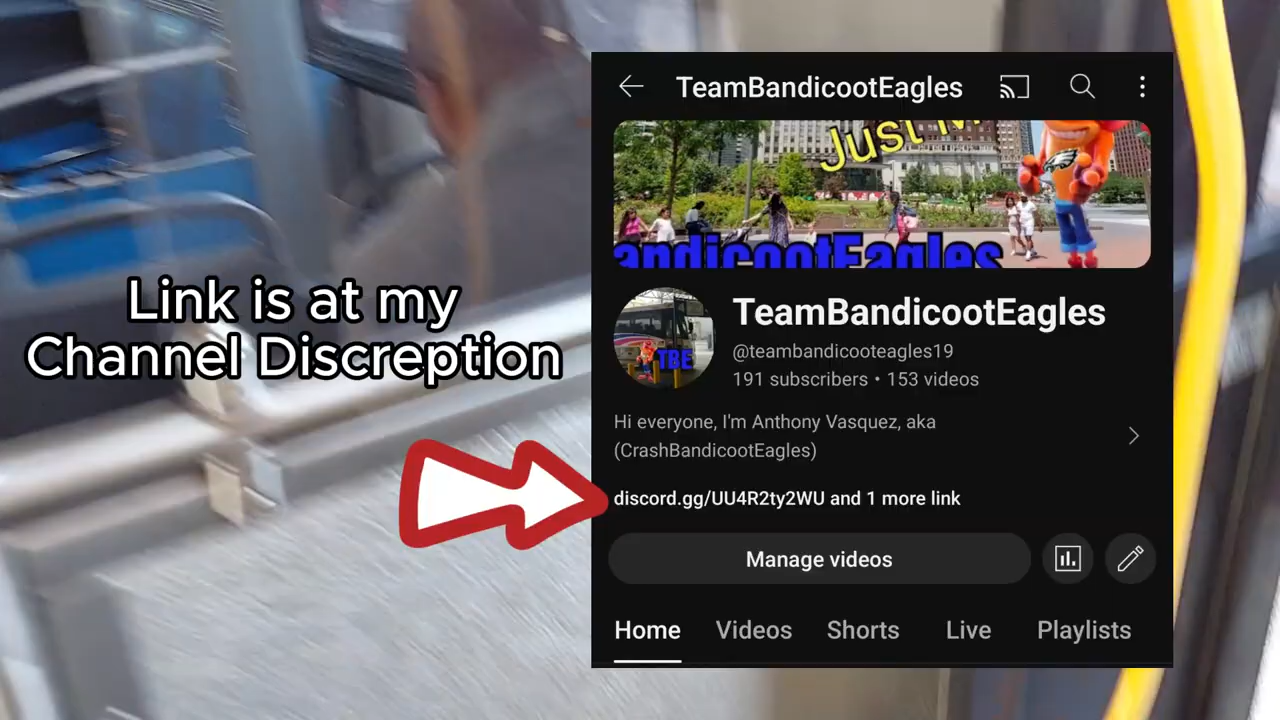 Link is at my
Channel Discreption
TeamBandicootEagles
Just M
andicootEagles
TBE
TeamBandicootEagles
@teambandicooteagles19
191 subscribers • 153 videos
Hi everyone, I'm Anthony Vasquez, aka
(CrashBandicootEagles)
discord.gg/UU4R2ty2WU and 1 more link
Manage videos
Home Videos Shorts Live Playlists